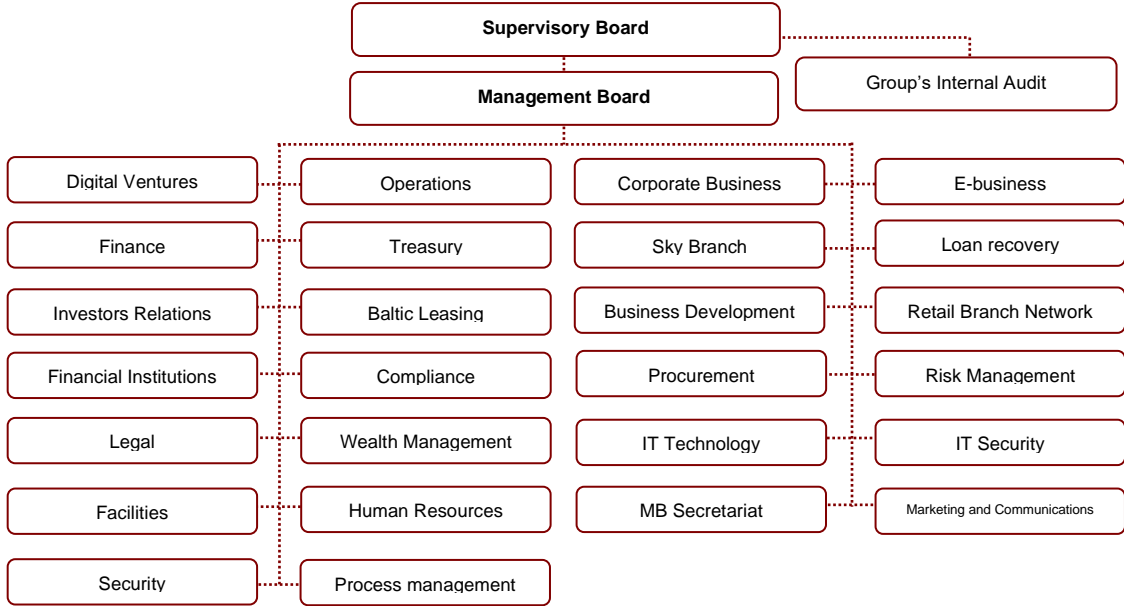 Supervisory Board
Group's Internal Audit
Management Board
Digital Ventures
Operations
Corporate Business
E-business
Finance
Treasury
Sky Branch
Loan recovery
Investors Relations
Baltic Leasing
Business Development
Retail Branch Network
Financial Institutions
Compliance
Procurement
Risk Management
Legal
Wealth Management
IT Technology
IT Security
Facilities
Human Resources
MB Secretariat
Marketing and Communications
Security
Process management